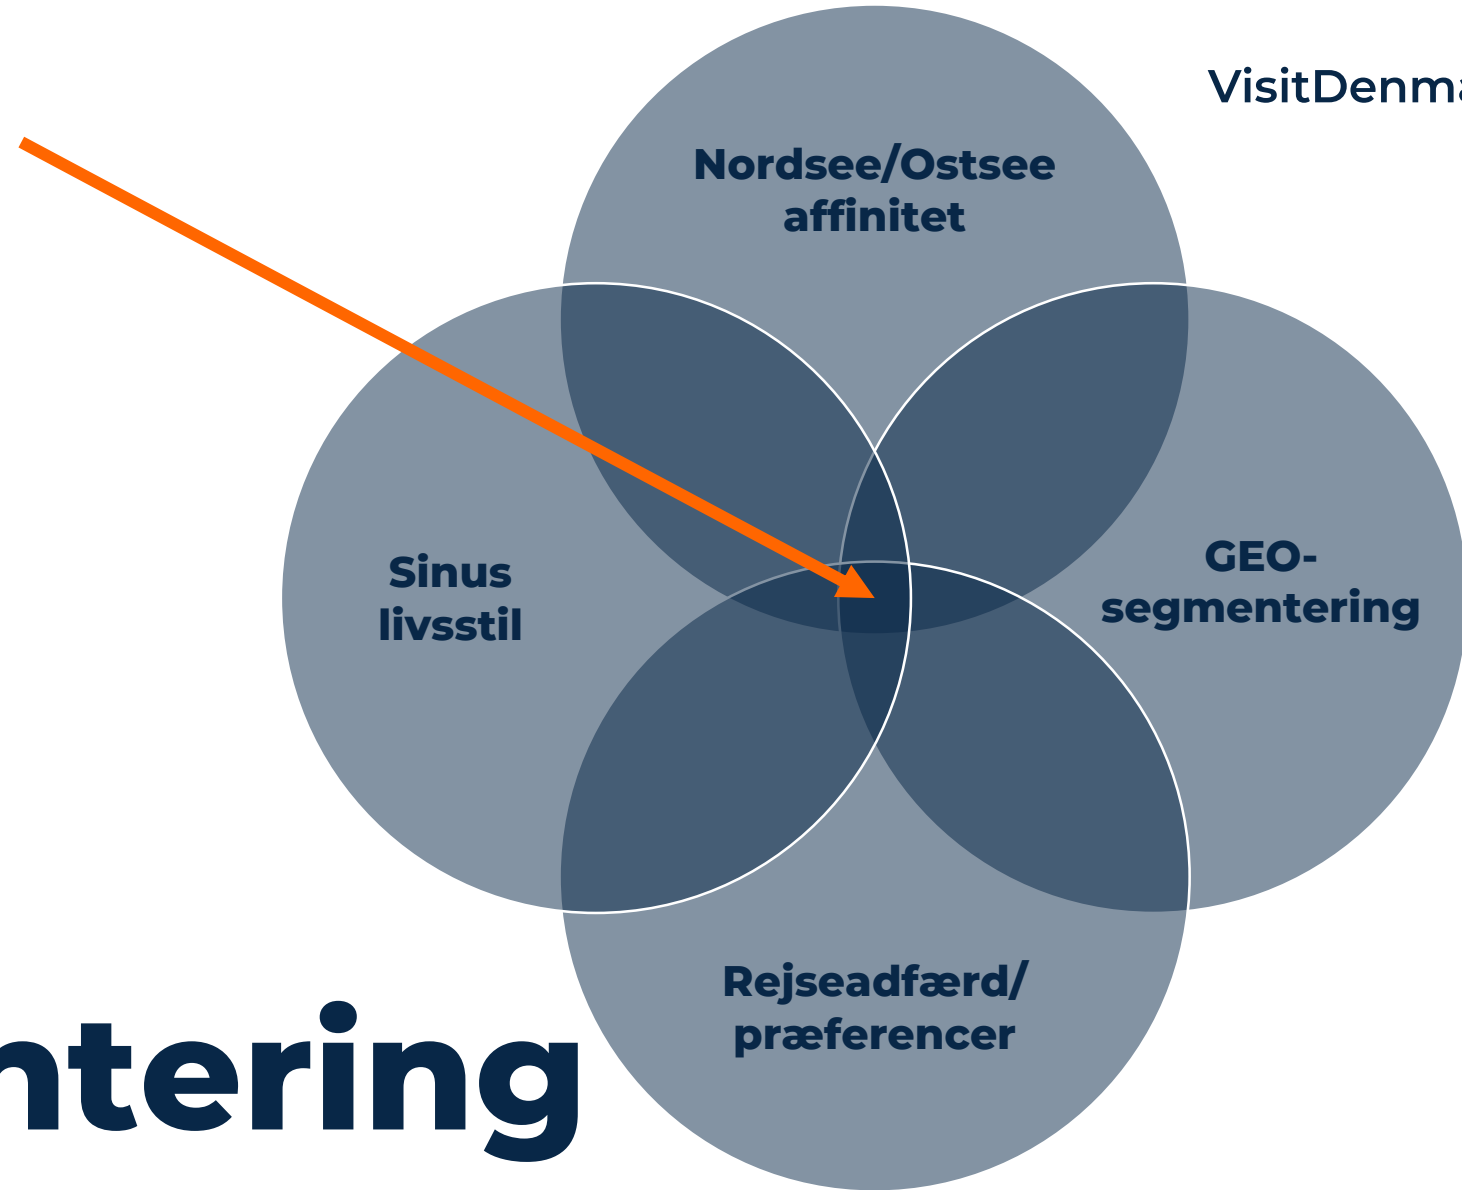 VisitDenma
Nordsee/Ostsee
affinitet
Sinus
livsstil
GEO-
segmentering
Rejseadfærd/
præferencer
ntering